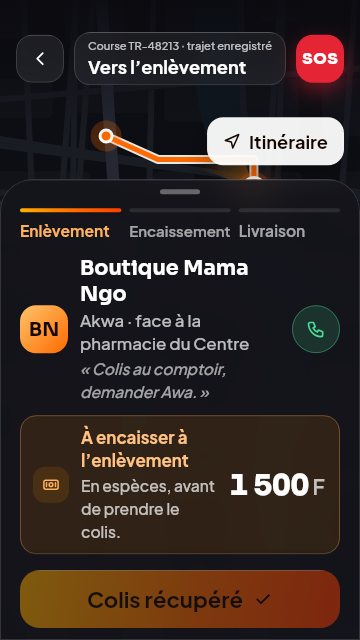 Course TR-48213 · trajet enregistré
Vers l’enlèvement
SOS
Itinéraire
Enlèvement Encaissement Livraison
Boutique Mama
Ngo
BN
Akwa · face à la
pharmacie du Centre
« Colis au comptoir,
demander Awa. »
À encaisser à
l’enlèvement
En espèces, avant
de prendre le
colis.
1 500 F
Colis récupéré